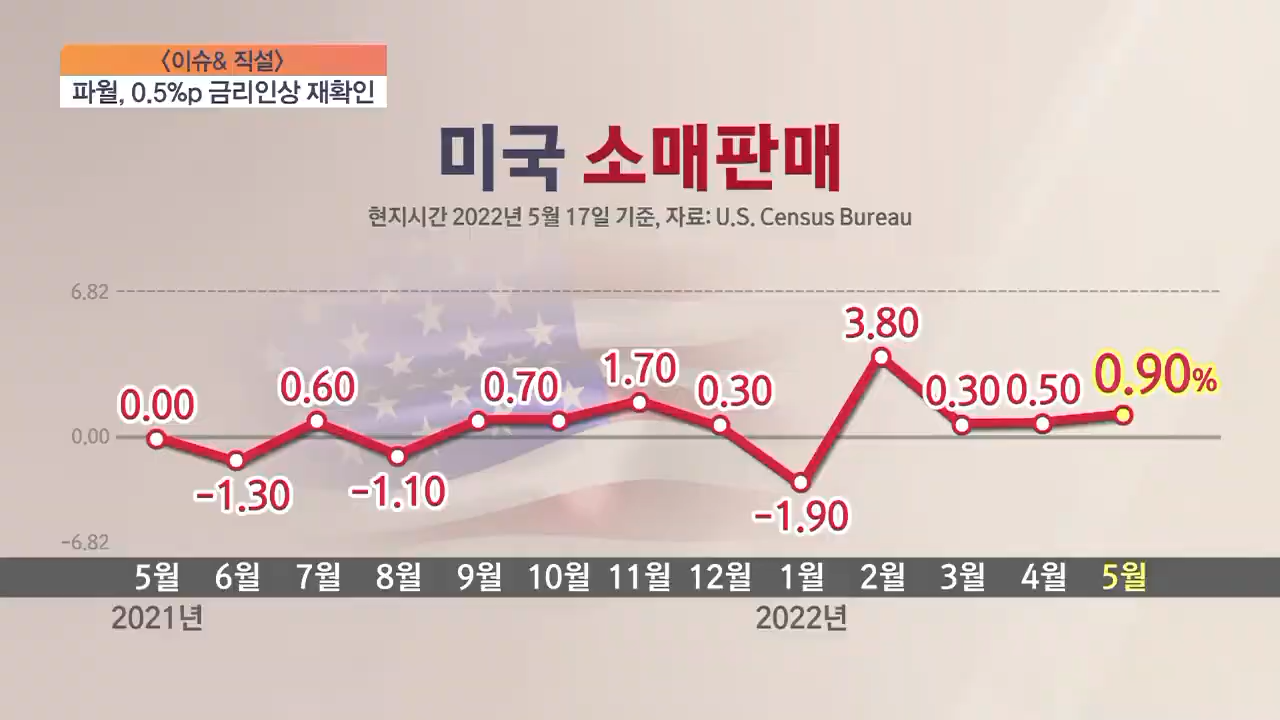 〈이슈& 직설〉
파월, 0.5%p 금리인상 재확인
미국 소매판매
현지시간 2022년 5월 17일 기준, 자료: U.S. Census Bureau
6.82
0.00
-6.82
0.00
-1.30
0.60
-1.10
0.70
1.70
0.30
-1.90
3.80
0.30
0.50
0.90%
5월 6월 7월 8월 9월 10월 11월 12월 1월 2월 3월 4월 5월
2021년 2022년